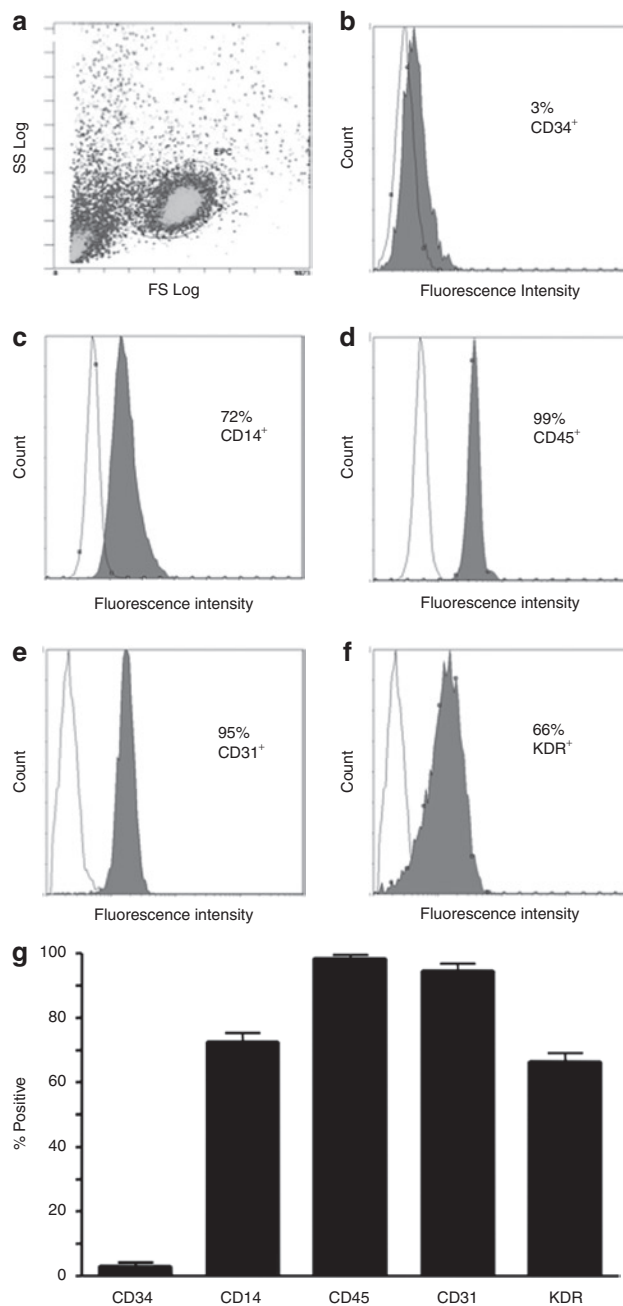 a
SS Log
EPC
0
FS Log
b
Count
3%
CD34+
Fluorescence Intensity
c
Count
72%
CD14+
Fluorescence intensity
d
Count
99%
CD45+
Fluorescence intensity
e
Count
95%
CD31+
Fluorescence intensity
f
Count
66%
KDR+
Fluorescence intensity
g
% Positive
100
80
60
40
20
0
CD34
CD14
CD45
CD31
KDR